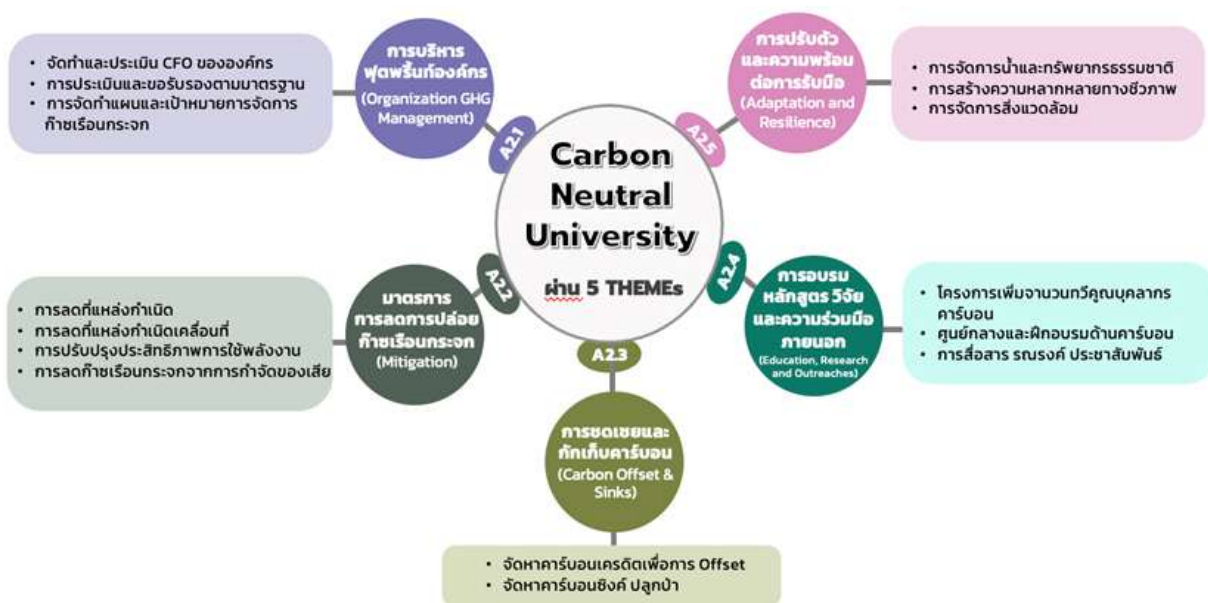 Carbon
Neutral
University
ผ่าน 5 THEMEs
A2.1
การบริหาร
ฟุตพริ้นท์องค์กร
(Organization GHG
Management)
• จัดทำและประเมิน CFO ขององค์กร
• การประเมินและขอรับรองตามมาตรฐาน
• การจัดทำแผนและเป้าหมายการจัดการ
ก๊าซเรือนกระจก
A2.2
มาตรการ
การลดการปล่อย
ก๊าซเรือนกระจก
(Mitigation)
• การลดที่แหล่งกำเนิด
• การลดที่แหล่งกำเนิดเคลื่อนที่
• การปรับปรุงประสิทธิภาพการใช้พลังงาน
• การลดก๊าซเรือนกระจกจากการกำจัดของเสีย
A2.3
การชดเชยและ
กักเก็บคาร์บอน
(Carbon Offset &
Sinks)
• จัดหาคาร์บอนเครดิตเพื่อการ Offset
• จัดหาคาร์บอนซิงค์ ปลูกป่า
A2.4
การอบรม
หลักสูตร วิจัย
และความร่วมมือ
ภายนอก
(Education, Research
and Outreaches)
• โครงการเพิ่มจำนวนทวีคูณบุคลากร
คาร์บอน
• ศูนย์กลางและฝึกอบรมด้านคาร์บอน
• การสื่อสาร รณรงค์ ประชาสัมพันธ์
A2.5
การปรับตัว
และความพร้อม
ต่อการรับมือ
(Adaptation and
Resilience)
• การจัดการน้ำและทรัพยากรธรรมชาติ
• การสร้างความหลากหลายทางชีวภาพ
• การจัดการสิ่งแวดล้อม